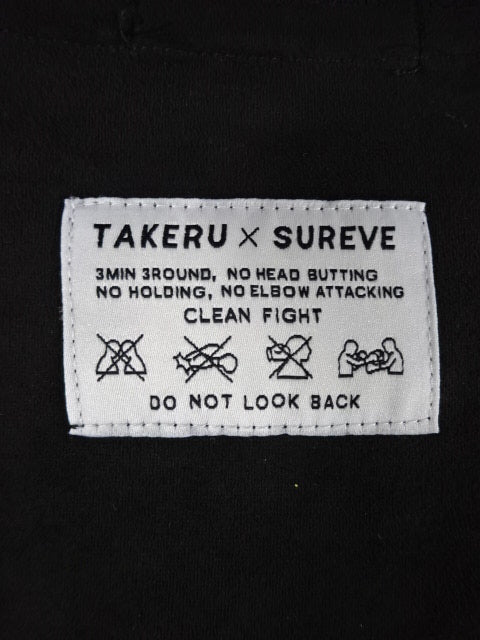 TAKERU × SUREVE
3MIN 3ROUND, NO HEAD BUTTING
NO HOLDING, NO ELBOW ATTACKING
CLEAN FIGHT
DO NOT LOOK BACK